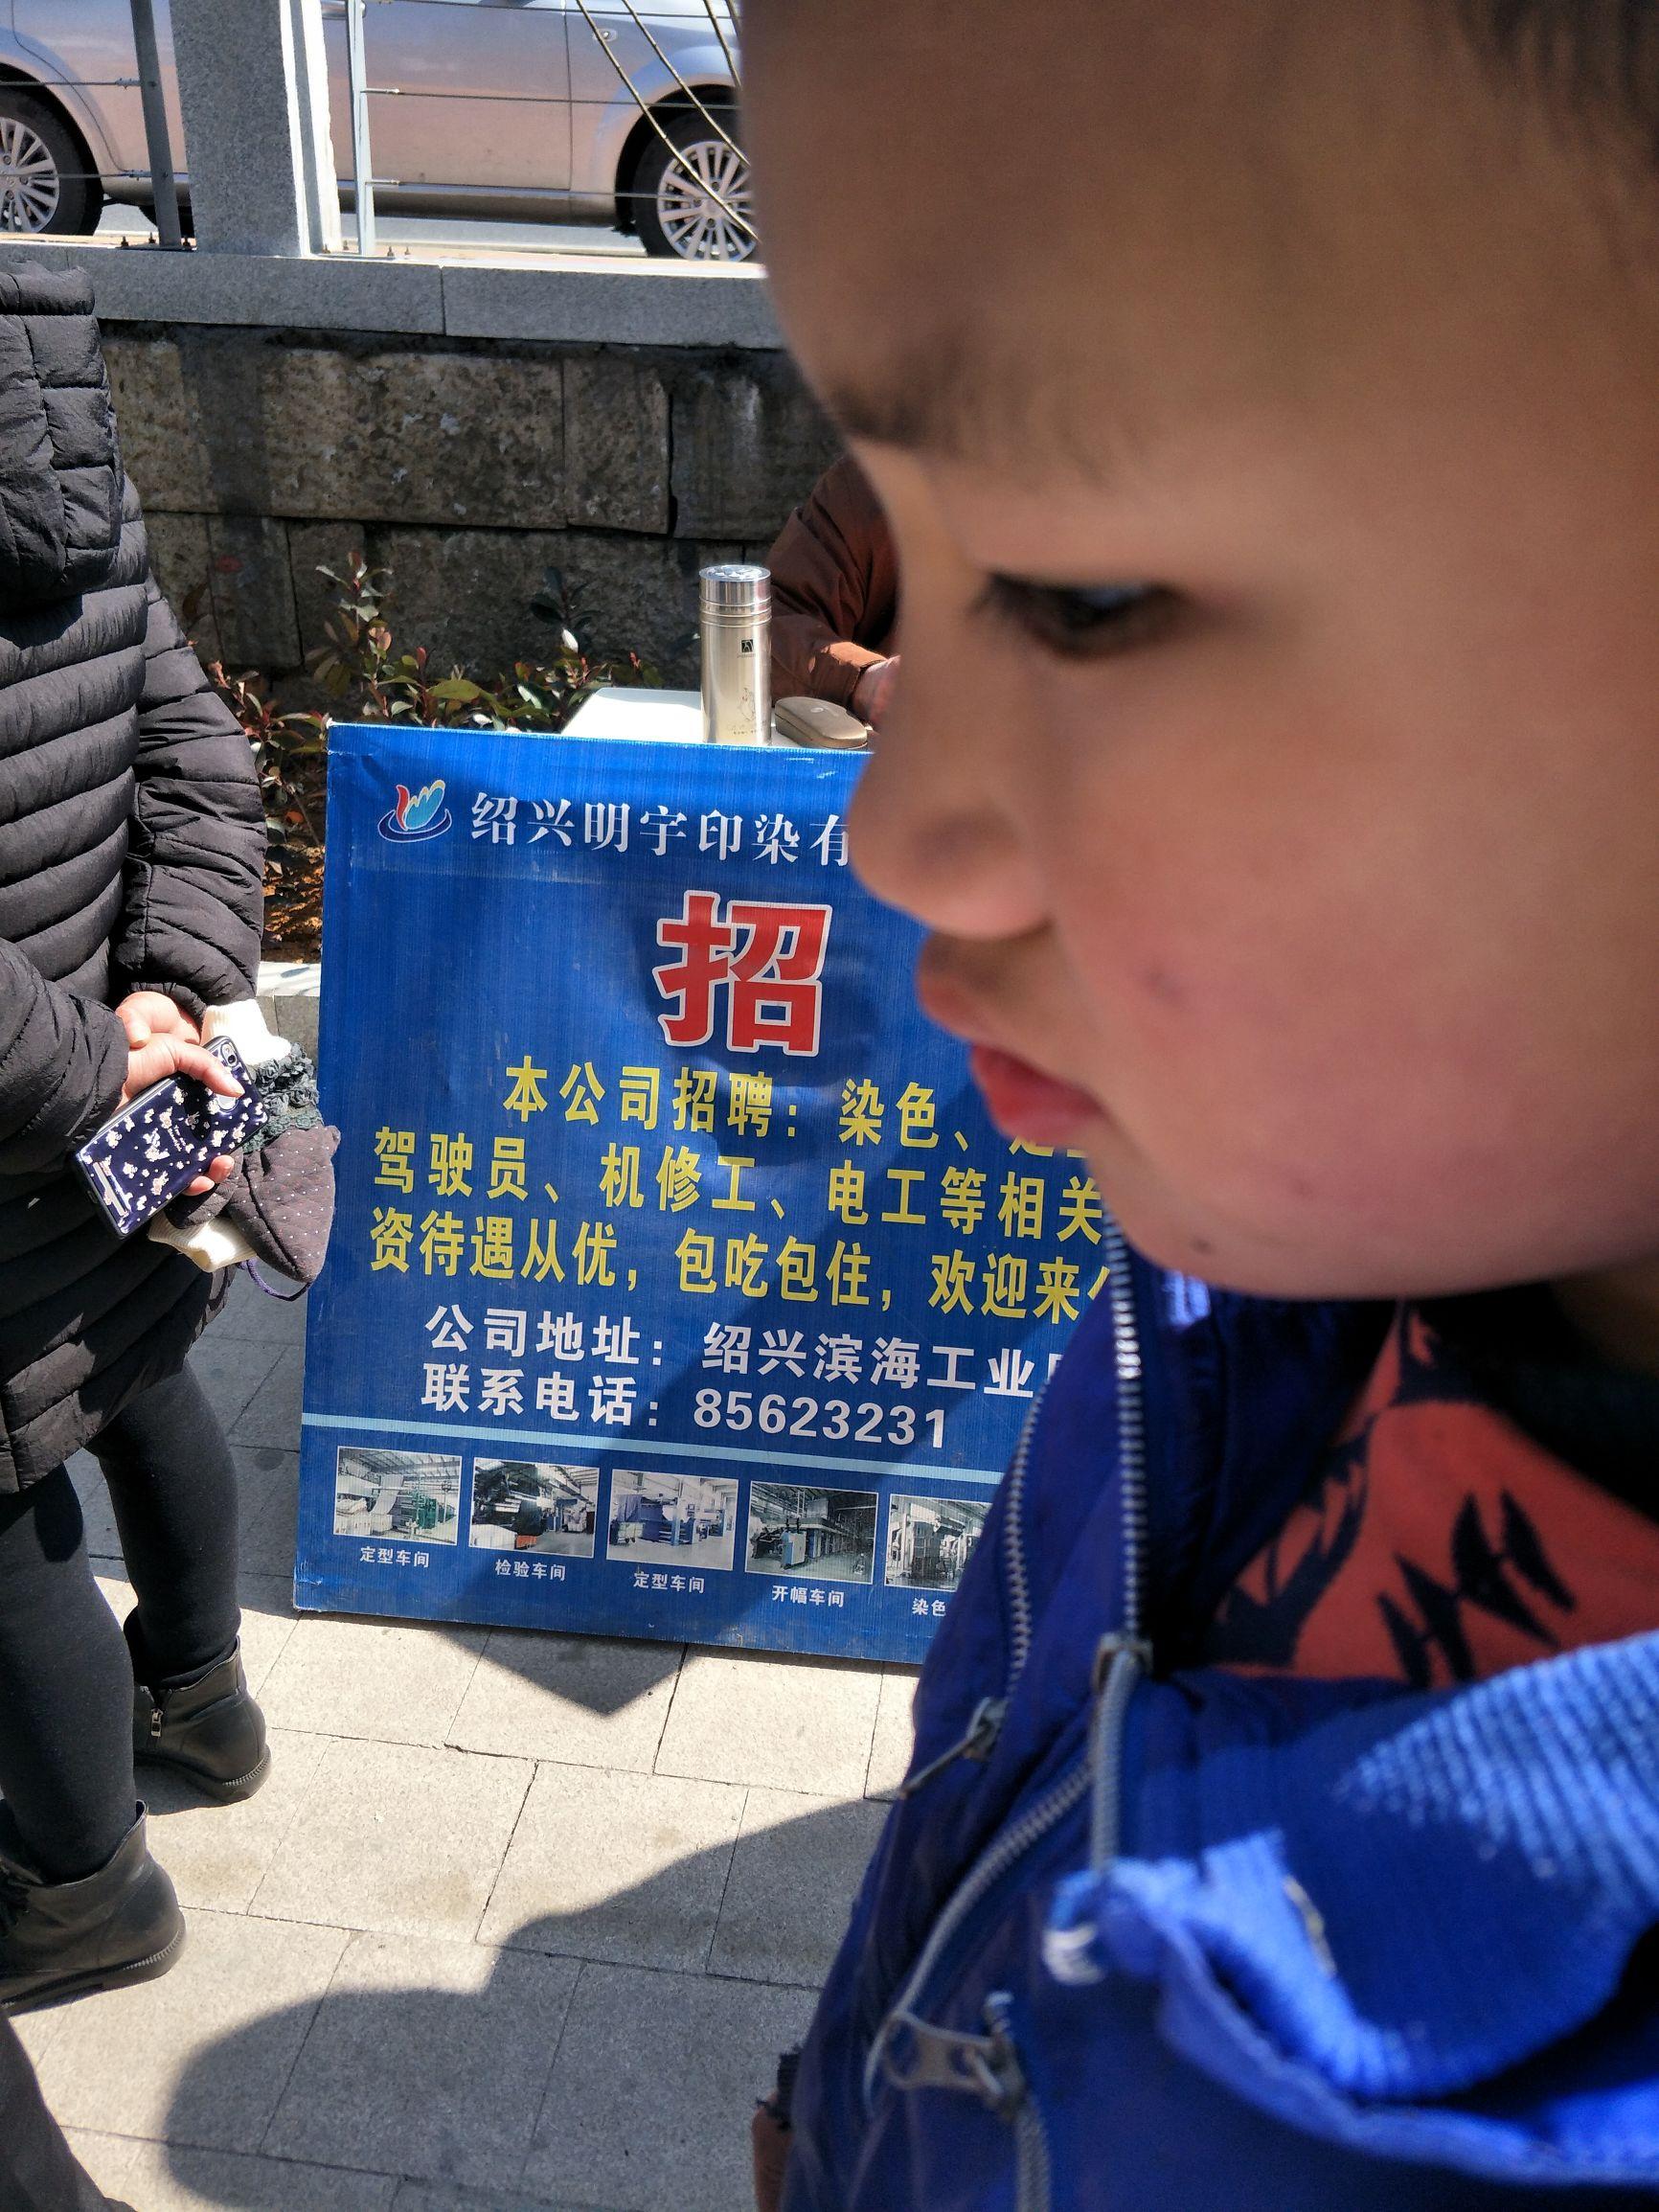 绍兴明宇印染有
招
本公司招聘：染色、
驾驶员、机修工、电工等相关
资待遇从优，包吃包住，欢迎来
公司地址：绍兴滨海工业
联系电话：85623231
定型车间
检验车间
定型车间
开幅车间
染色